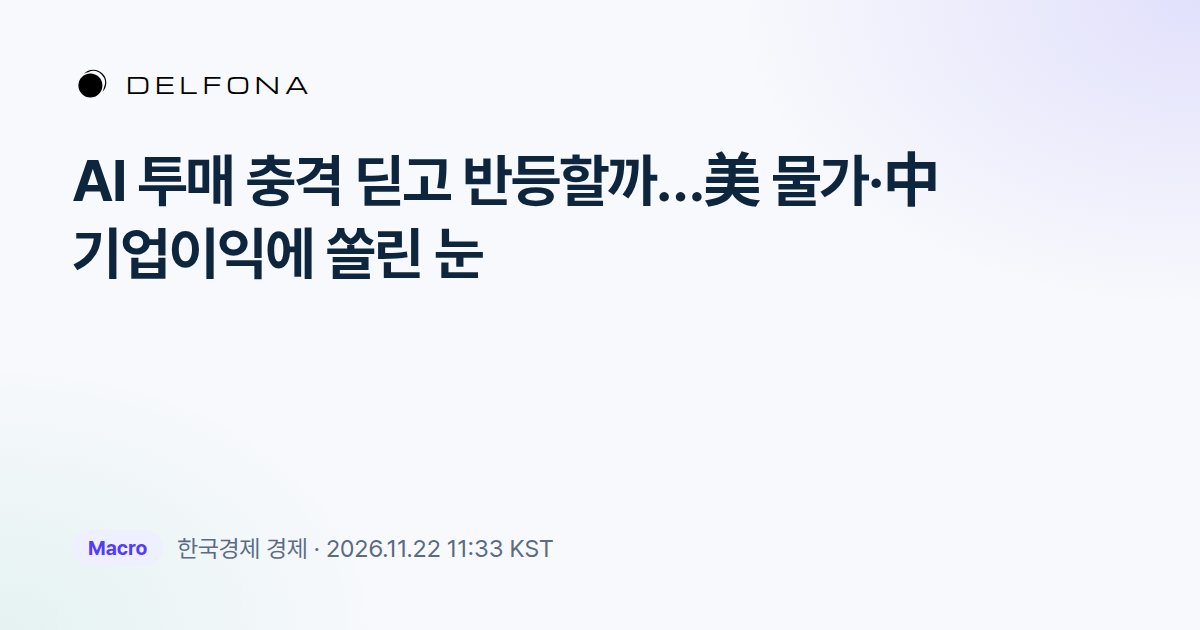 DELFONA
AI 투매 충격 딛고 반등할까…美 물가·中
기업이익에 쏠린 눈
Macro 한국경제 경제 · 2026.11.22 11:33 KST